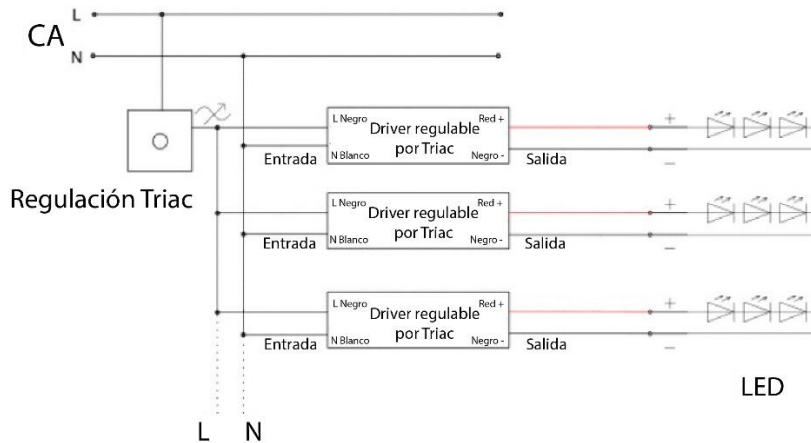 L
CA
N
Regulación Triac
L Negro
Driver regulable
por Triac
Red +
N Blanco
Negro -
Entrada
Salida
+
−
L Negro
Driver regulable
por Triac
Red +
N Blanco
Negro -
Entrada
Salida
+
−
L Negro
Driver regulable
por Triac
Red +
N Blanco
Negro -
Entrada
Salida
+
−
LED
L N